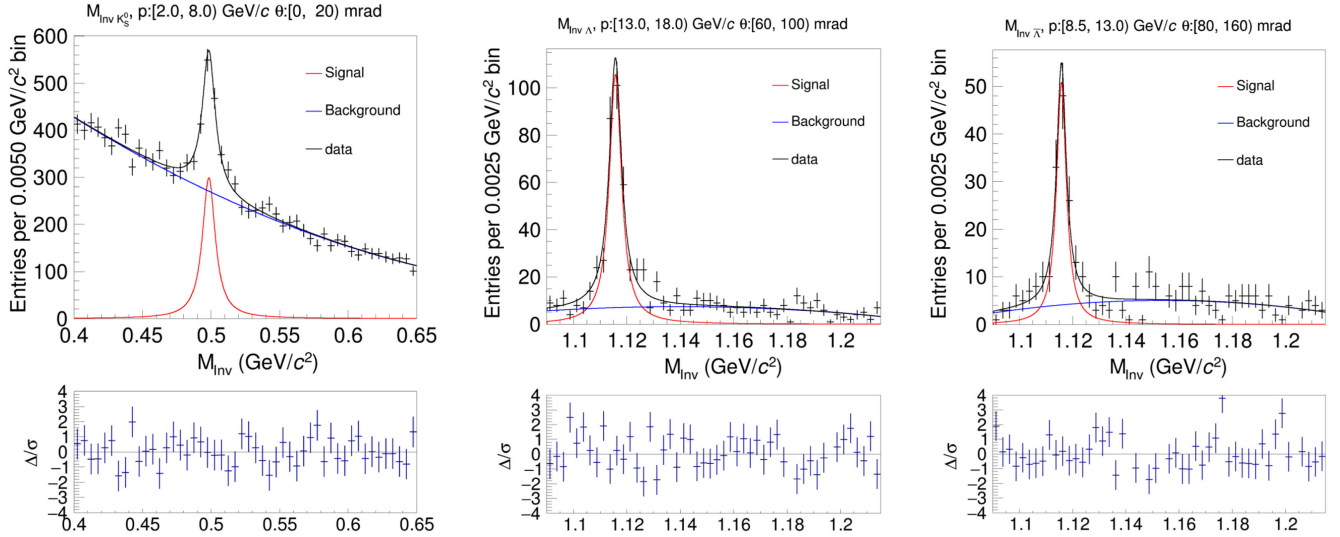 M_Inv K⁰_S, p:[2.0, 8.0) GeV/c θ:[0, 20) mrad
Entries per 0.0050 GeV/c² bin
600
500
400
300
200
100
0
Signal
Background
data
0.4 0.45 0.5 0.55 0.6 0.65
M_Inv (GeV/c²)
Δ/σ
4
3
2
1
0
−1
−2
−3
−4
0.4 0.45 0.5 0.55 0.6 0.65
M_Inv Λ, p:[13.0, 18.0) GeV/c θ:[60, 100) mrad
Entries per 0.0025 GeV/c² bin
100
80
60
40
20
0
Signal
Background
data
1.1 1.12 1.14 1.16 1.18 1.2
M_Inv (GeV/c²)
Δ/σ
4
3
2
1
0
−1
−2
−3
−4
1.1 1.12 1.14 1.16 1.18 1.2
M_Inv Λ̅, p:[8.5, 13.0) GeV/c θ:[80, 160) mrad
Entries per 0.0025 GeV/c² bin
50
40
30
20
10
0
Signal
Background
data
1.1 1.12 1.14 1.16 1.18 1.2
M_Inv (GeV/c²)
Δ/σ
4
3
2
1
0
−1
−2
−3
−4
1.1 1.12 1.14 1.16 1.18 1.2